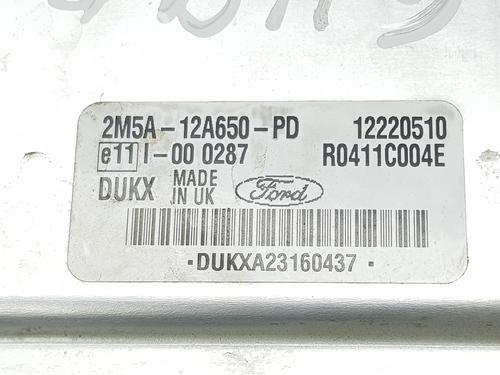 2M5A-12A650-PD 12220510
e11 I-00 0287 R0411C004E
DUKX MADE IN UK Ford
·DUKXA23160437·